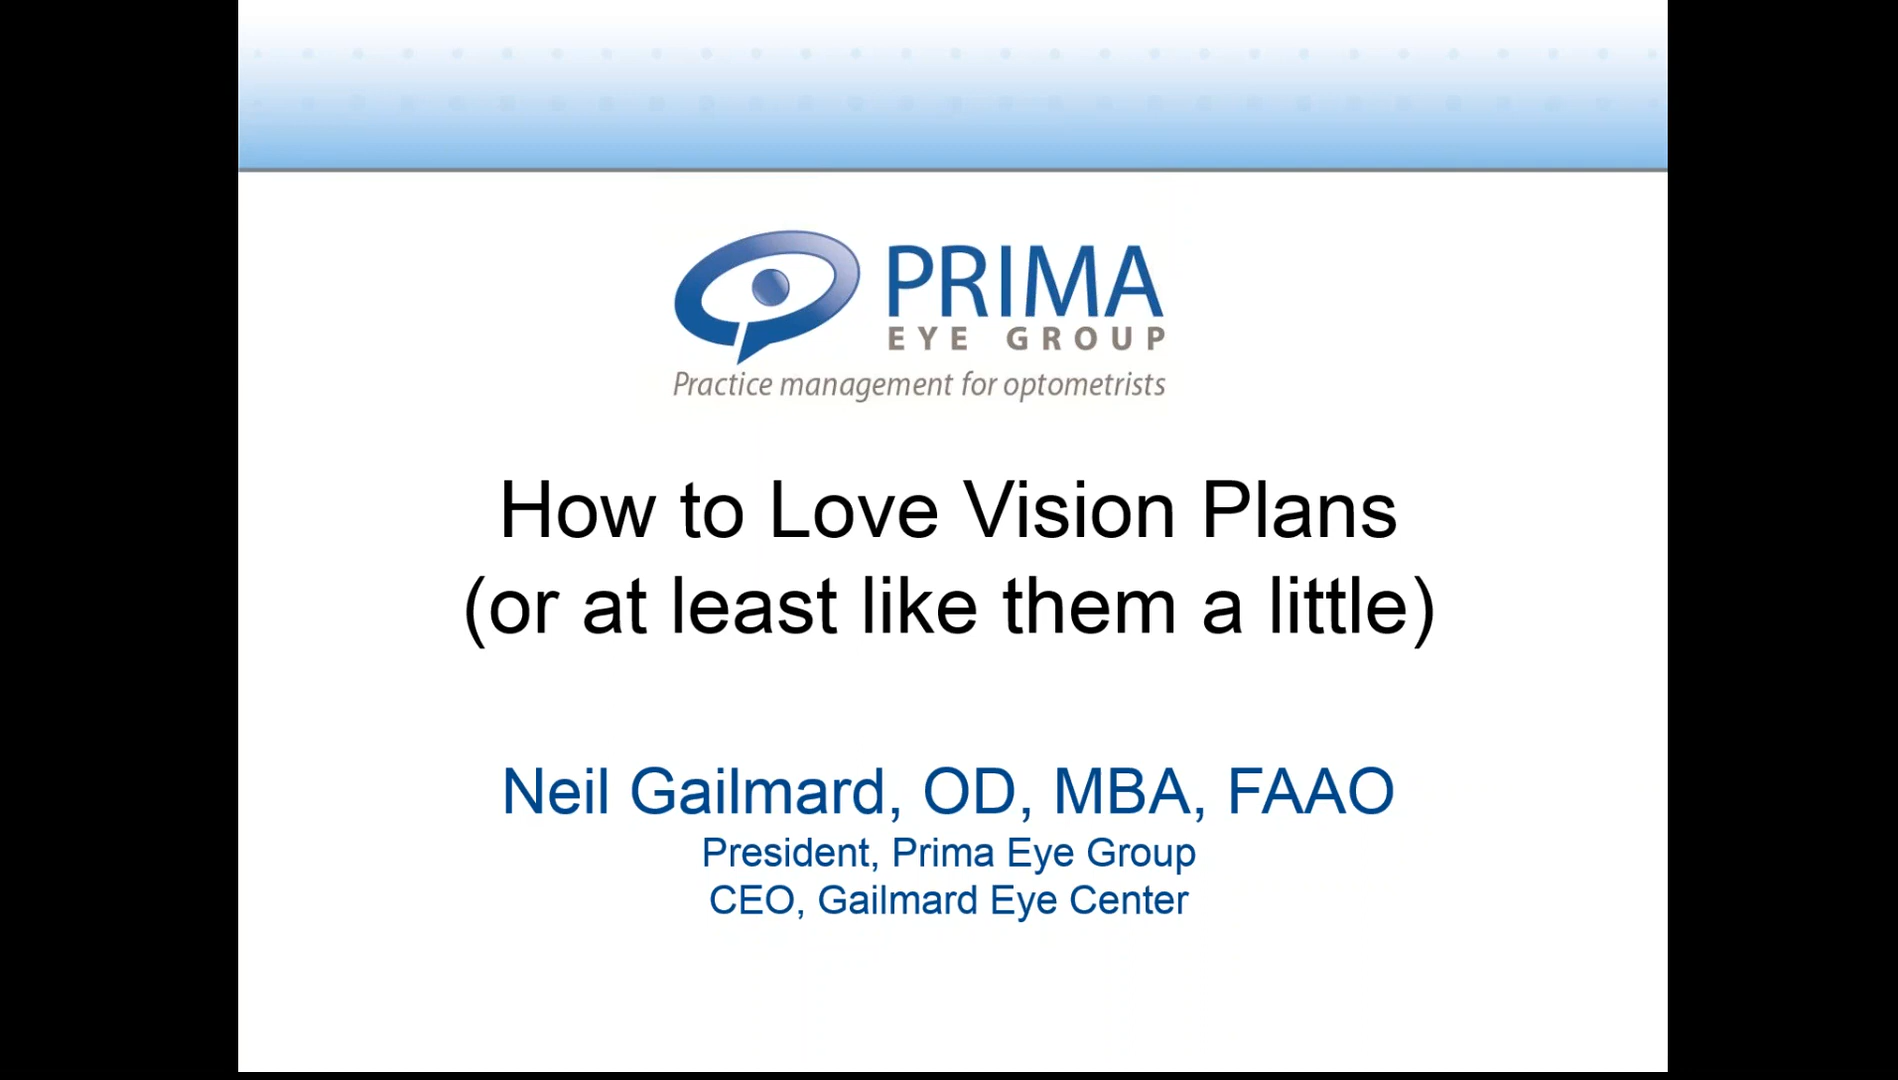 PRIMA
EYE GROUP
Practice management for optometrists
How to Love Vision Plans
(or at least like them a little)
Neil Gailmard, OD, MBA, FAAO
President, Prima Eye Group
CEO, Gailmard Eye Center